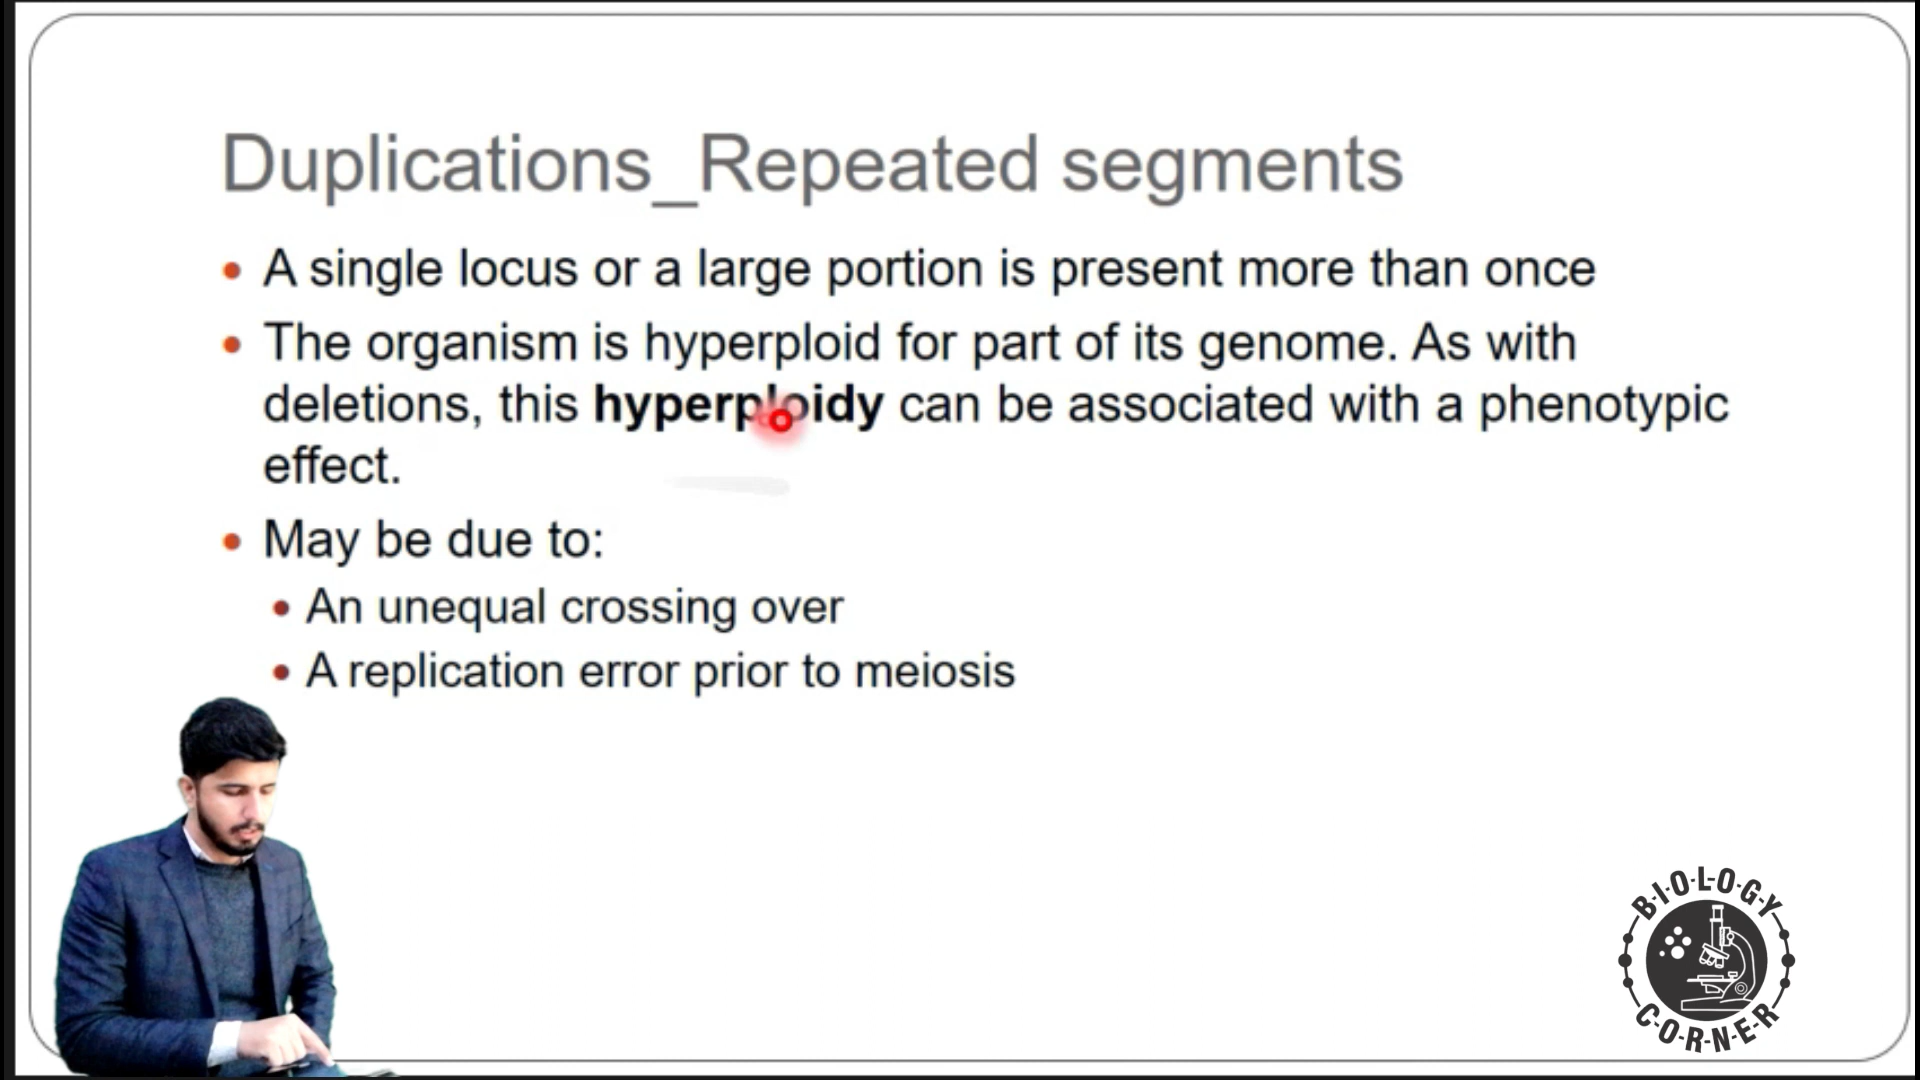 Duplications_Repeated segments
• A single locus or a large portion is present more than once
• The organism is hyperploid for part of its genome. As with
deletions, this hyperploidy can be associated with a phenotypic
effect.
• May be due to:
• An unequal crossing over
• A replication error prior to meiosis
B-I-O-L-O-G-Y
C-O-R-N-E-R